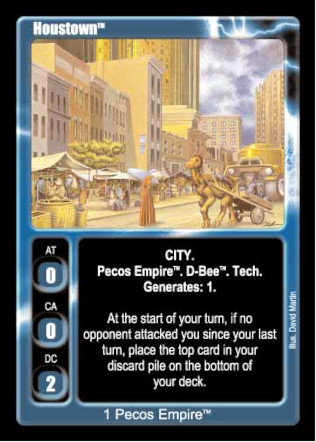 Houstown™
AT
0
CA
0
DC
2
CITY.
Pecos Empire™. D-Bee™. Tech.
Generates: 1.
At the start of your turn, if no
opponent attacked you since your last
turn, place the top card in your
discard pile on the bottom of
your deck.
Illus. David Martin
1 Pecos Empire™